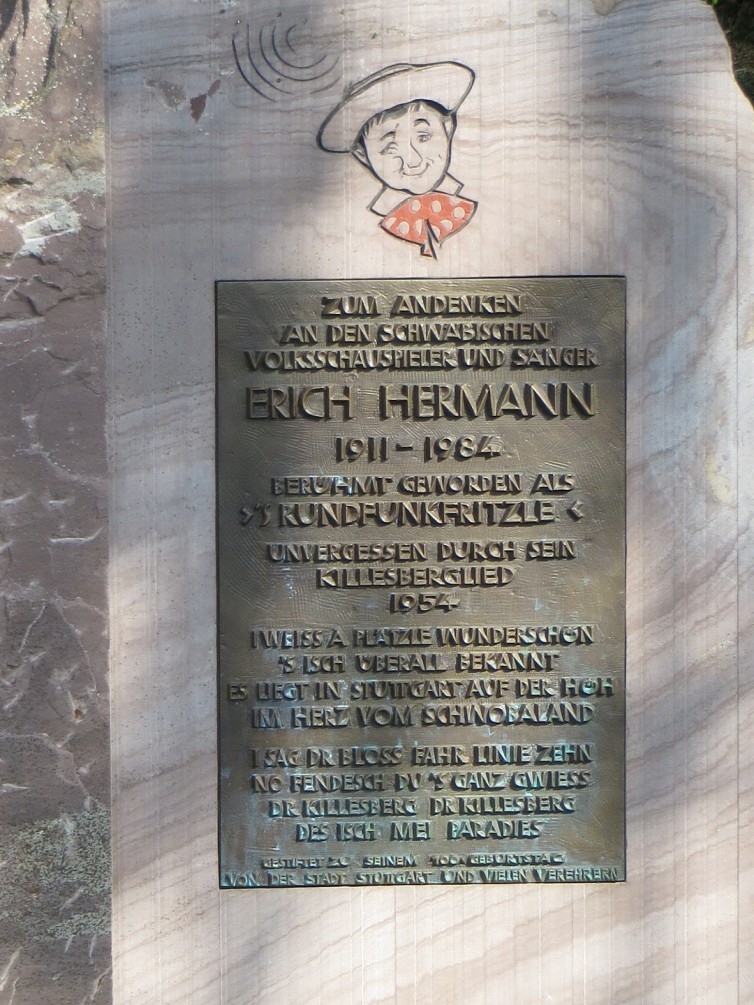 ZUM ANDENKEN
AN DEN SCHWÄBISCHEN
VOLKSSCHAUSPIELER UND SÄNGER
ERICH HERMANN
1911 – 1984
BERÜHMT GEWORDEN ALS
>'S RUNDFUNKFRITZLE<
UNVERGESSEN DURCH SEIN
KILLESBERGLIED
1954
I WEISS A PLÄTZLE WUNDERSCHÖN
'S ISCH ÜBERALL BEKANNT
ES LIEGT IN STUTTGART AUF DER HÖH
IM HERZ VOM SCHWOBALAND
I SAG DR BLOSS FAHR LINIE ZEHN
NO FENDESCH DU 'S GANZ GWIESS
DR KILLESBERG DR KILLESBERG
DES ISCH MEI PARADIES
GESTIFTET ZU SEINEM 100. GEBURTSTAG
VON DER STADT STUTTGART UND VIELEN VEREHRERN